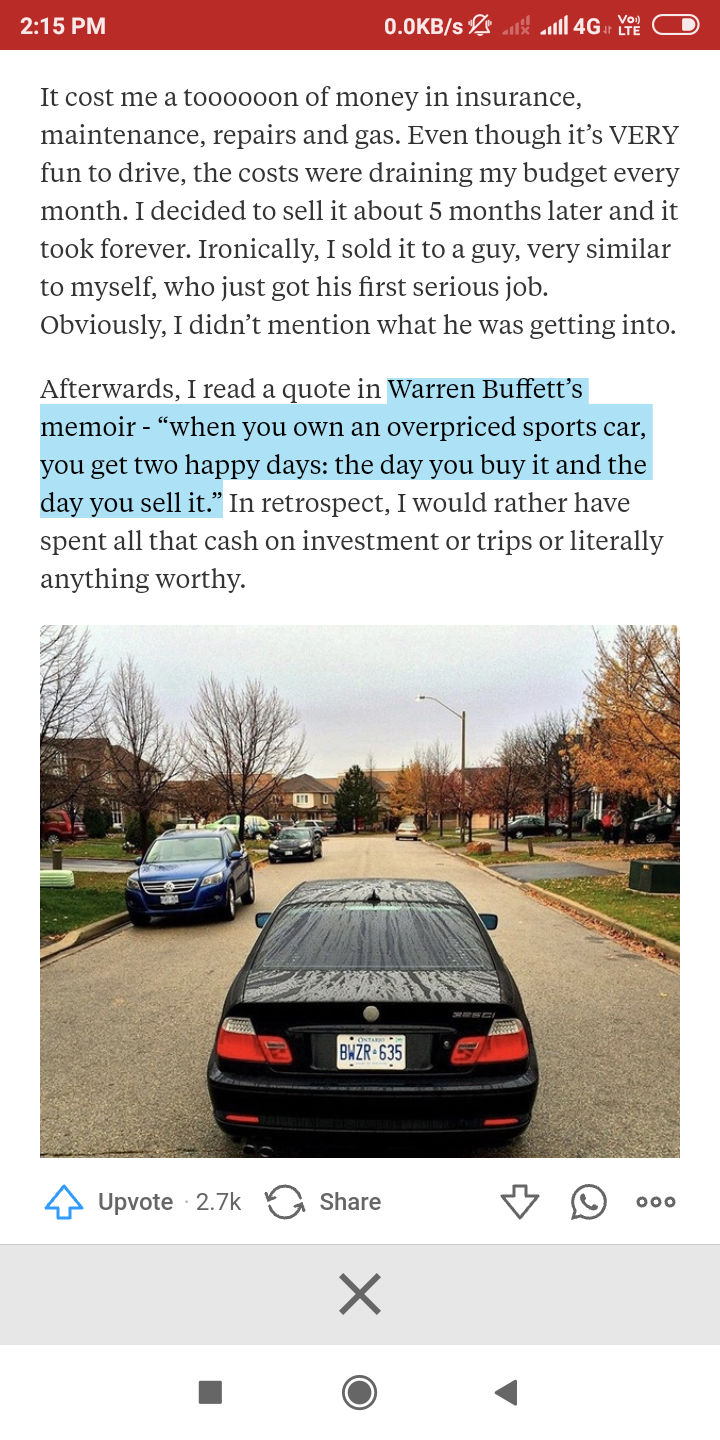 2:15 PM
0.0KB/s 4G Vo)) LTE
It cost me a toooooon of money in insurance,
maintenance, repairs and gas. Even though it’s VERY
fun to drive, the costs were draining my budget every
month. I decided to sell it about 5 months later and it
took forever. Ironically, I sold it to a guy, very similar
to myself, who just got his first serious job.
Obviously, I didn’t mention what he was getting into.
Afterwards, I read a quote in Warren Buffett’s
memoir - “when you own an overpriced sports car,
you get two happy days: the day you buy it and the
day you sell it.” In retrospect, I would rather have
spent all that cash on investment or trips or literally
anything worthy.
325Ci
ONTARIO
BWZR 635
Upvote · 2.7k Share